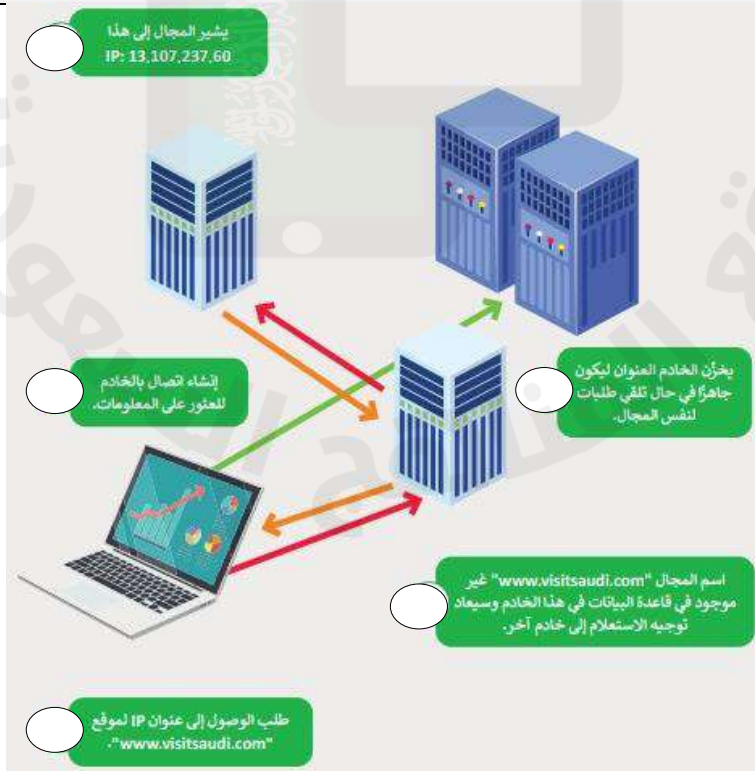 يشير المجال إلى هذا
IP: 13,107,237,60
إنشاء اتصال بالخادم
للعثور على المعلومات.
يخزّن الخادم العنوان ليكون
جاهزًا في حال تلقي طلبات
لنفس المجال.
اسم المجال "www.visitsaudi.com" غير
موجود في قاعدة البيانات في هذا الخادم وسيعاد
توجيه الاستعلام إلى خادم آخر.
طلب الوصول إلى عنوان IP لموقع
"www.visitsaudi.com".